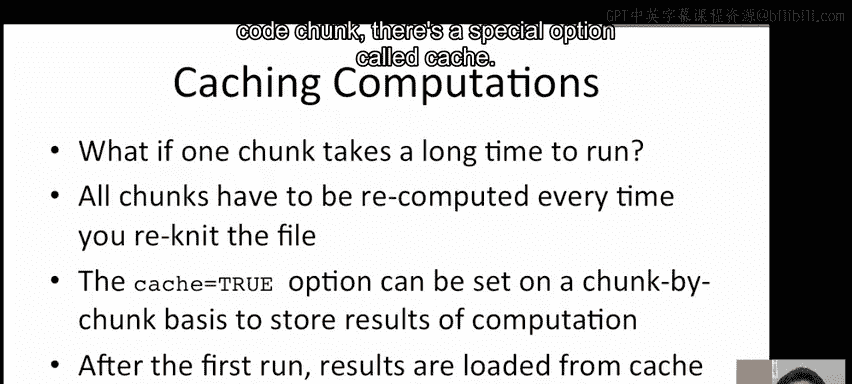 GPT中英字幕课程资源@bilibili.com
code chunk, there's a special option
called cache.
Caching Computations
• What if one chunk takes a long time to run?
• All chunks have to be re-computed every time
you re-knit the file
• The cache=TRUE option can be set on a chunk-by-
chunk basis to store results of computation
• After the first run, results are loaded from cache